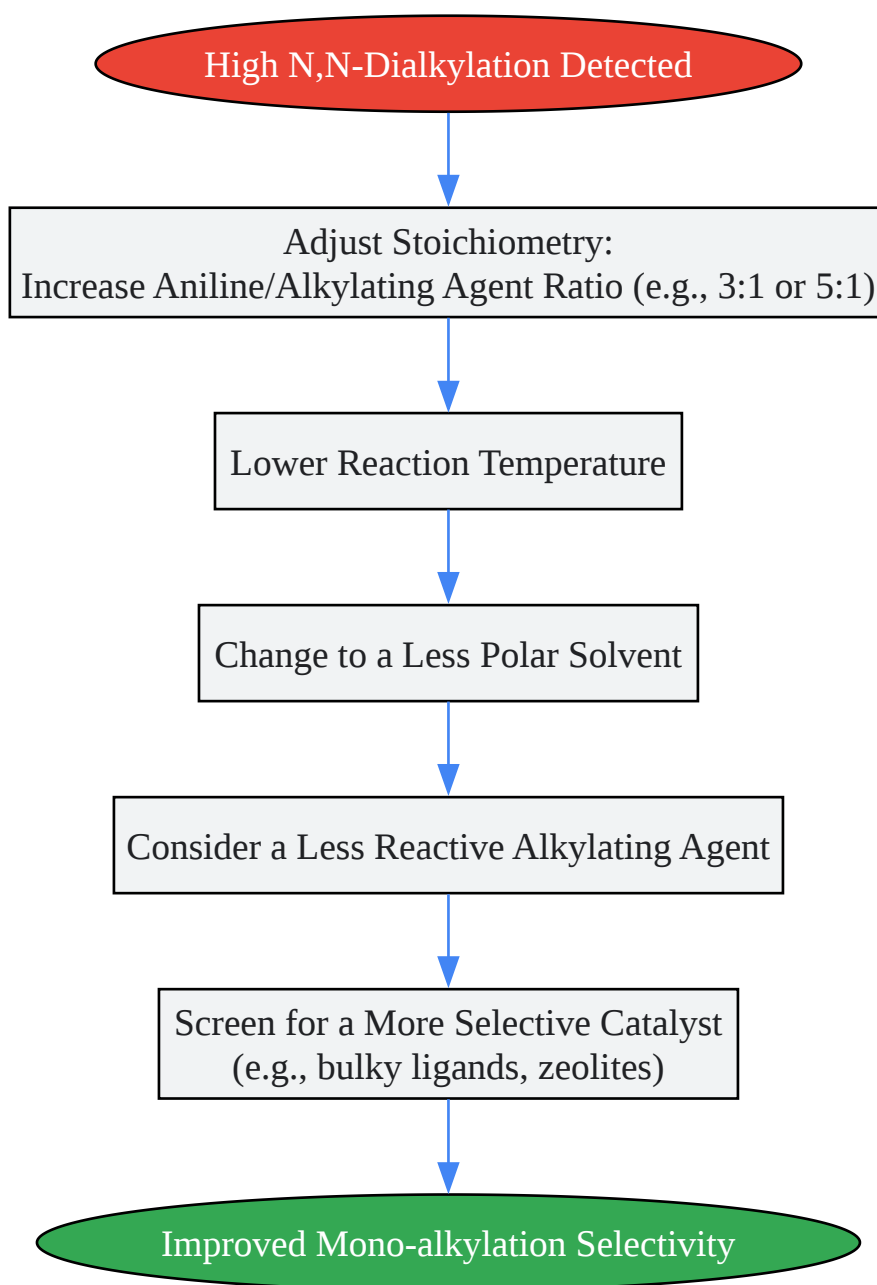 High N,N-Dialkylation Detected
Adjust Stoichiometry:
Increase Aniline/Alkylating Agent Ratio (e.g., 3:1 or 5:1)
Lower Reaction Temperature
Change to a Less Polar Solvent
Consider a Less Reactive Alkylating Agent
Screen for a More Selective Catalyst
(e.g., bulky ligands, zeolites)
Improved Mono-alkylation Selectivity